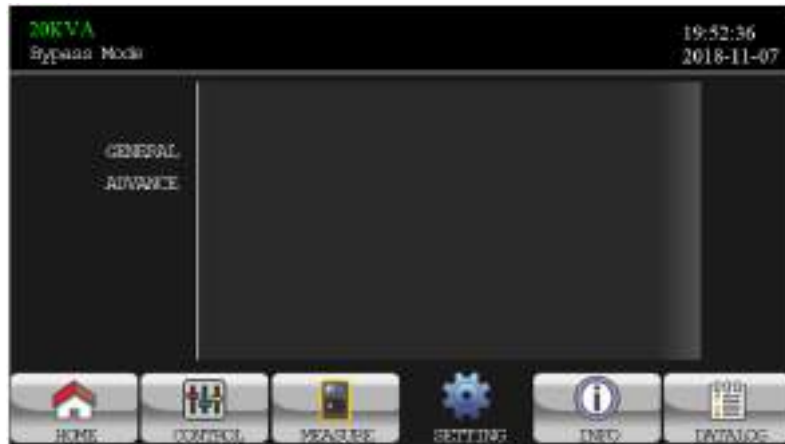 20KVA
Bypass Mode
19:52:36
2018-11-07
GENERAL
ADVANCE
HOME
CONTROL
MEASURE
SETTING
INFO
DATALOG